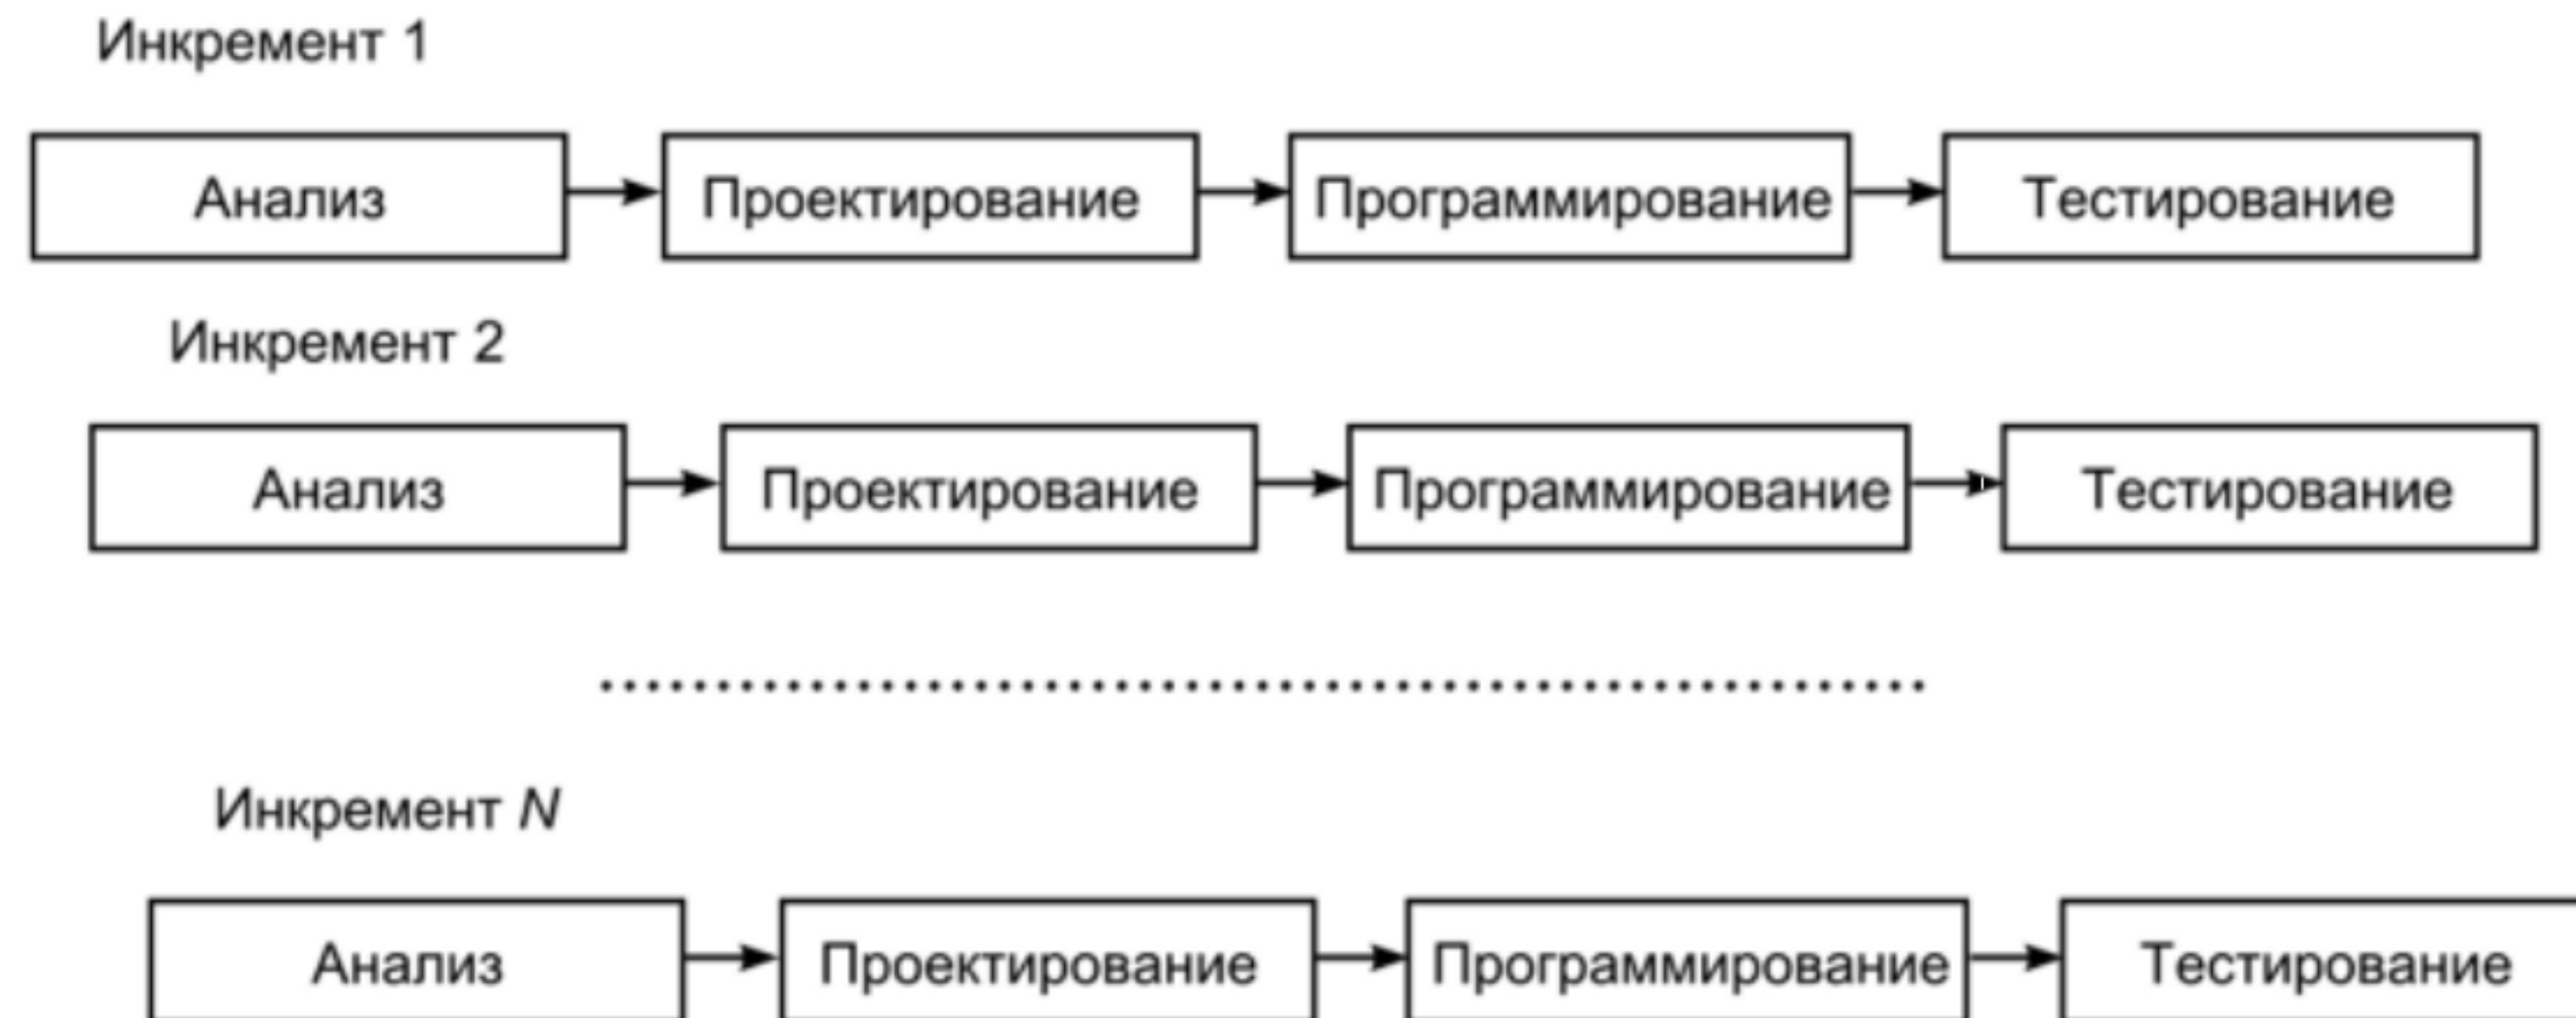 Инкремент 1
Анализ
Проектирование
Программирование
Тестирование
Инкремент 2
Анализ
Проектирование
Программирование
Тестирование
Инкремент N
Анализ
Проектирование
Программирование
Тестирование